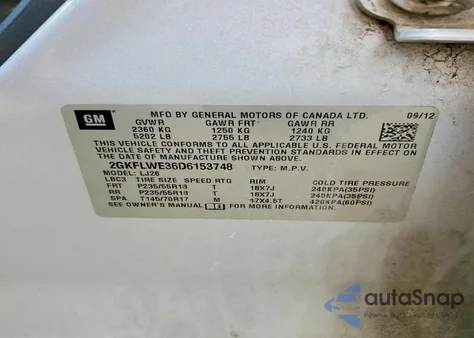 GM
MFD BY GENERAL MOTORS OF CANADA LTD. 09/12
GVWR GAWR FRT GAWR RR
2360 KG 1250 KG 1240 KG
5202 LB 2755 LB 2733 LB
THIS VEHICLE CONFORMS TO ALL APPLICABLE U.S. FEDERAL MOTOR
VEHICLE SAFETY AND THEFT PREVENTION STANDARDS IN EFFECT ON
THE DATE OF MANUFACTURE SHOWN ABOVE.
2GKFLWE36D6153748 TYPE: M.P.V.
MODEL: LJ26
LBC3 TIRE SIZE SPEED RTG RIM COLD TIRE PRESSURE
FRT P235/55R18 T 18X7J 240KPA(35PSI)
RR P235/55R18 T 18X7J 240KPA(35PSI)
SPA T145/70R17 M 17X4.5T 420KPA(60PSI)
SEE OWNER'S MANUAL FOR MORE INFORMATION.
autoSnap